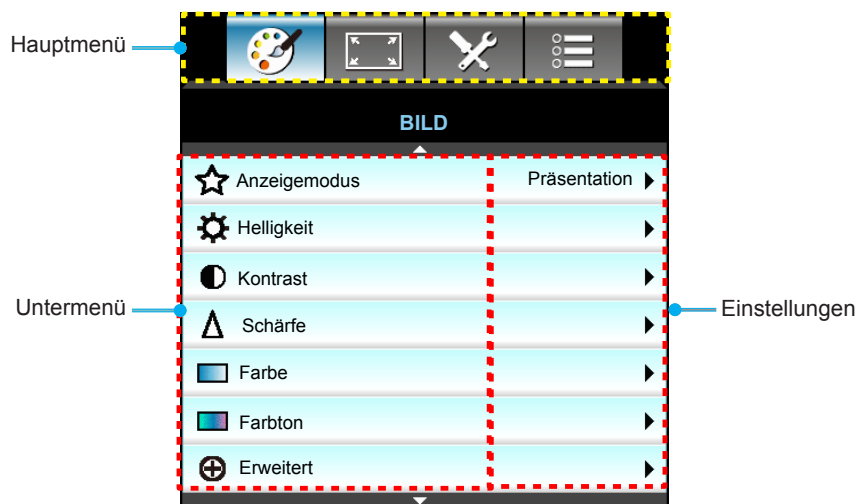 Hauptmenü
BILD
Anzeigemodus Präsentation
Helligkeit
Kontrast
Untermenü
Einstellungen
Schärfe
Farbe
Farbton
Erweitert